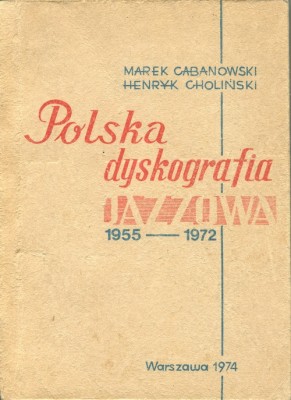 MAREK CABANOWSKI
HENRYK CHOLIŃSKI
Polska
dyskografia
JAZZOWA
1955 — 1972
Warszawa 1974